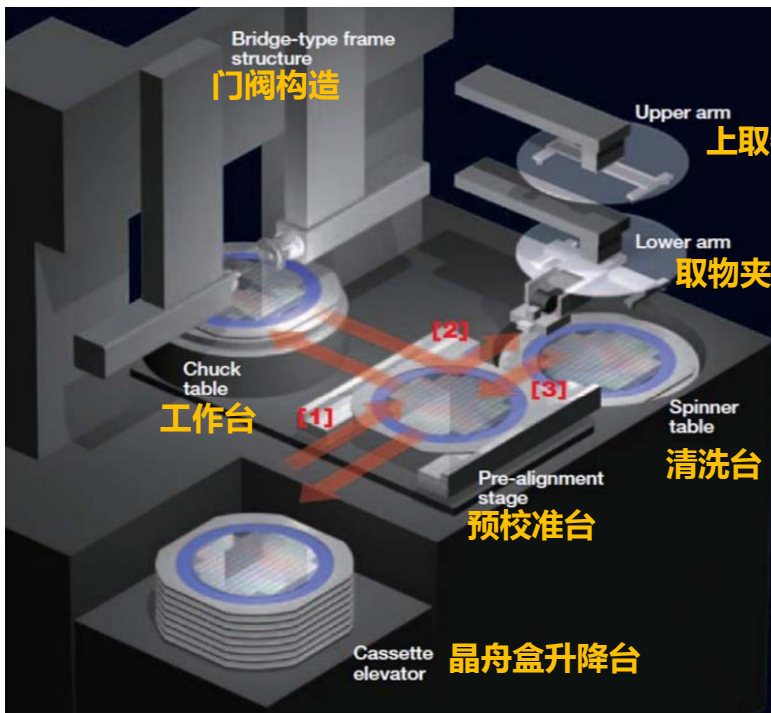 Bridge-type frame
structure
门阀构造
Upper arm
上取
Lower arm
取物夹
[2]
Chuck
table
工作台
[1]
[3]
Spinner
table
清洗台
Pre-alignment
stage
预校准台
Cassette
elevator
晶舟盒升降台